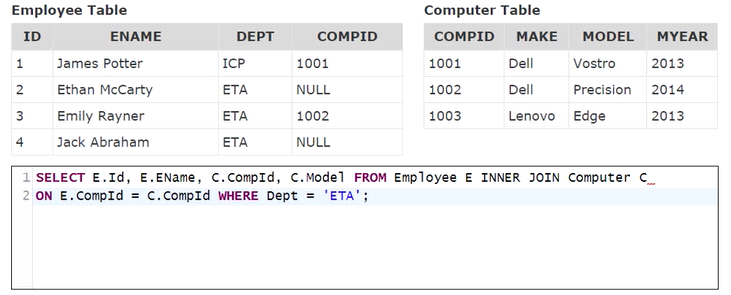 Employee Table
ID ENAME DEPT COMPID
1 James Potter ICP 1001
2 Ethan McCarty ETA NULL
3 Emily Rayner ETA 1002
4 Jack Abraham ETA NULL
Computer Table
COMPID MAKE MODEL MYEAR
1001 Dell Vostro 2013
1002 Dell Precision 2014
1003 Lenovo Edge 2013
1 SELECT E.Id, E.EName, C.CompId, C.Model FROM Employee E INNER JOIN Computer C
2 ON E.CompId = C.CompId WHERE Dept = 'ETA';